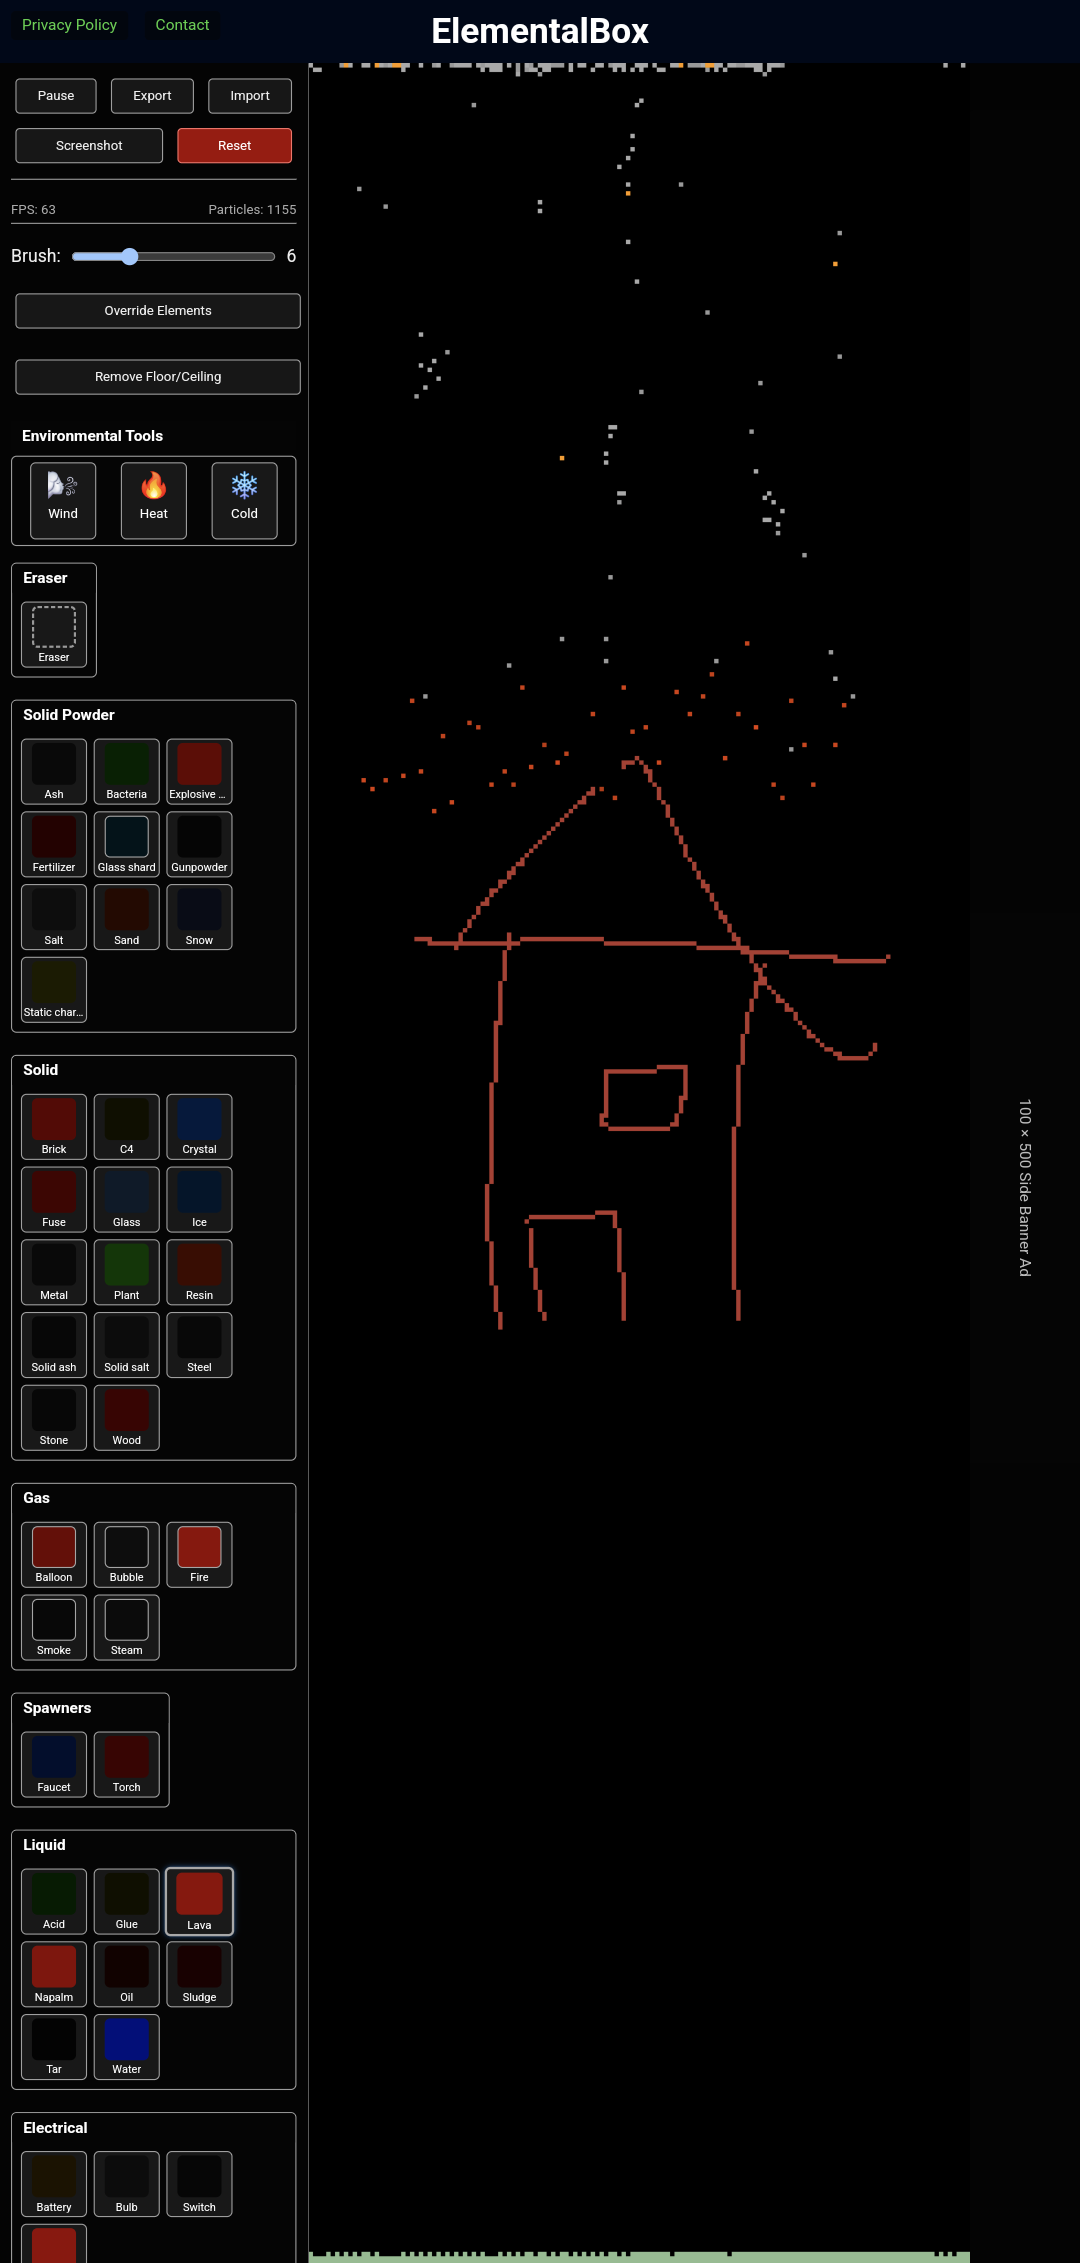 Privacy Policy Contact
ElementalBox
Pause Export Import
Screenshot Reset
FPS: 63 Particles: 1155
Brush: 6
Override Elements
Remove Floor/Ceiling
Environmental Tools
Wind Heat Cold
Eraser
Eraser
Solid Powder
Ash Bacteria Explosive ...
Fertilizer Glass shard Gunpowder
Salt Sand Snow
Static char...
Solid
Brick C4 Crystal
Fuse Glass Ice
Metal Plant Resin
Solid ash Solid salt Steel
Stone Wood
Gas
Balloon Bubble Fire
Smoke Steam
Spawners
Faucet Torch
Liquid
Acid Glue Lava
Napalm Oil Sludge
Tar Water
Electrical
Battery Bulb Switch
100 × 500 Side Banner Ad